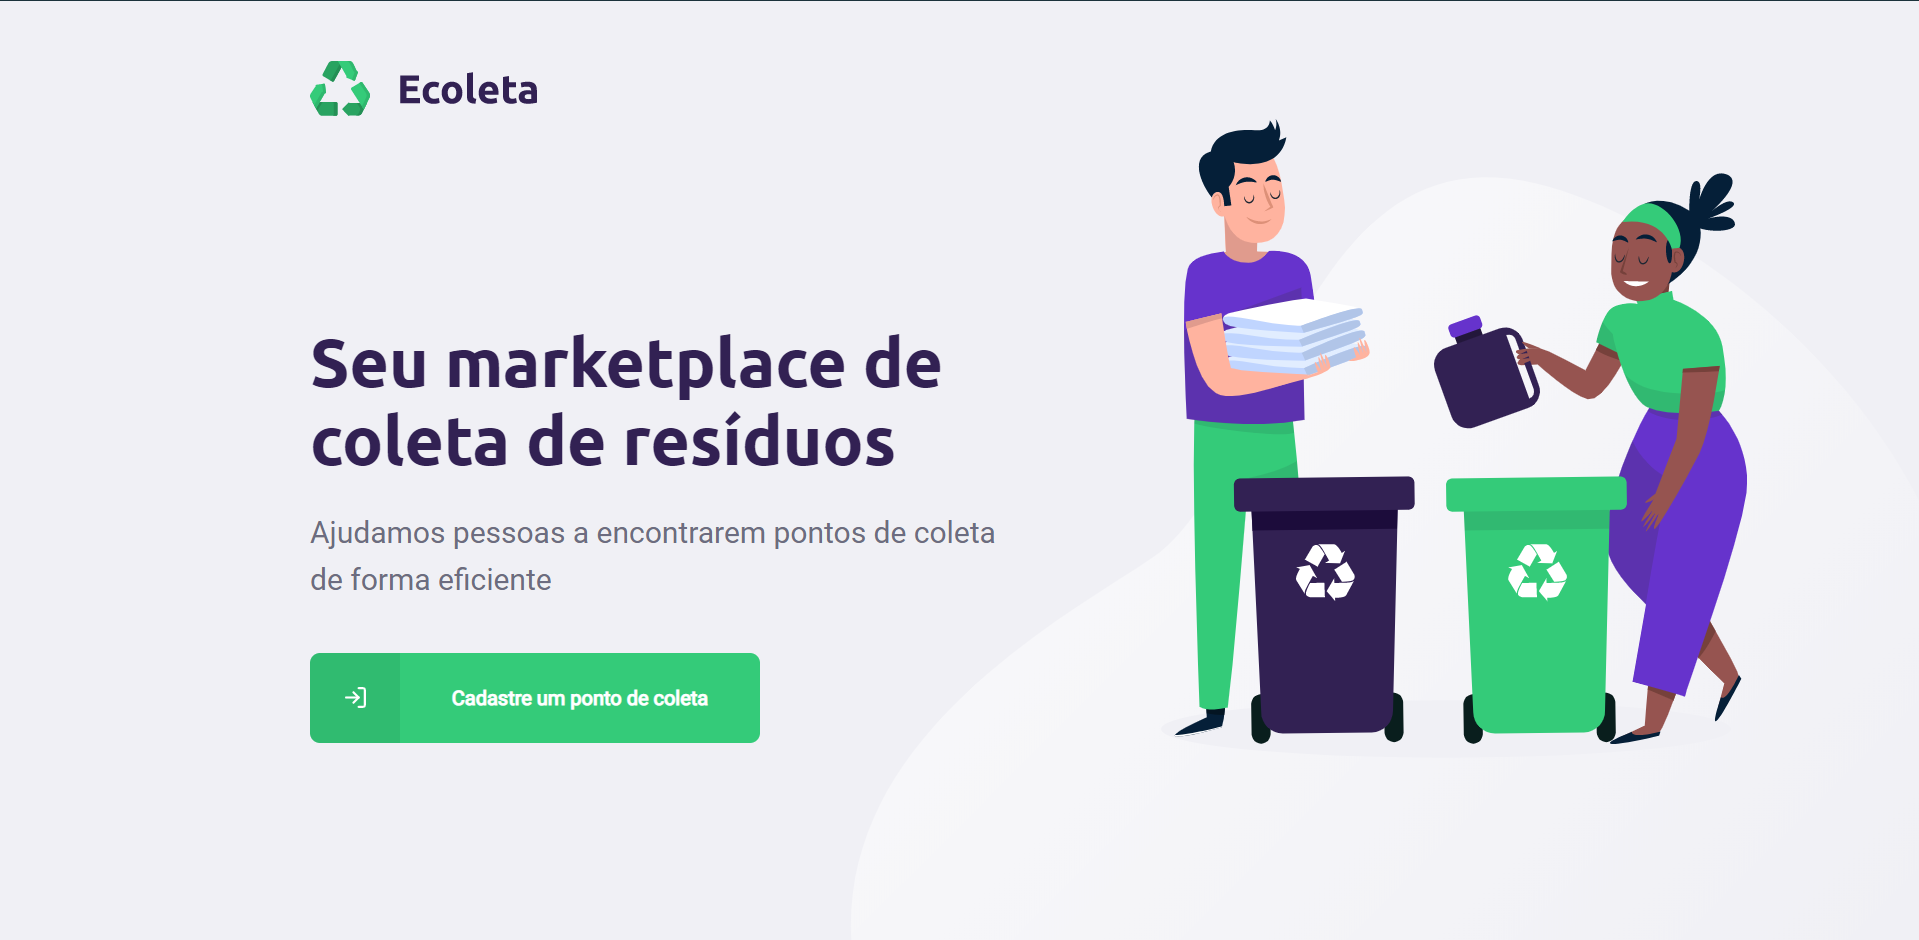 Ecoleta
Seu marketplace de
coleta de resíduos
Ajudamos pessoas a encontrarem pontos de coleta
de forma eficiente
Cadastre um ponto de coleta